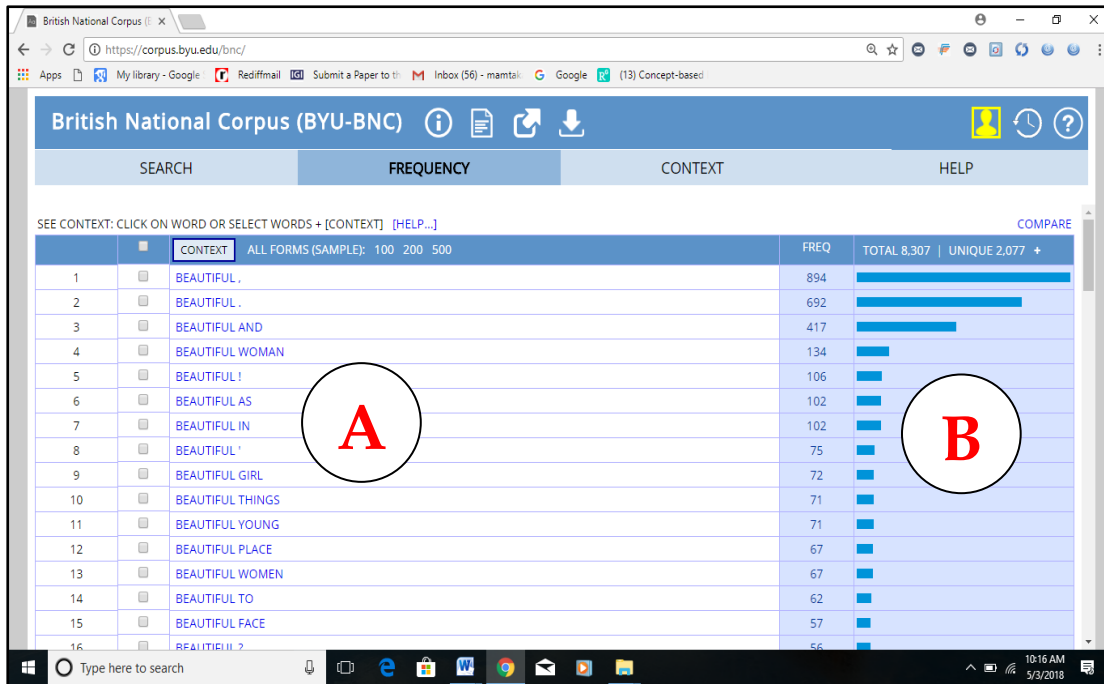 British National Corpus (B
https://corpus.byu.edu/bnc/
Apps My library - Google Rediffmail IGI Submit a Paper to th Inbox (56) - mamtak Google (13) Concept-based
British National Corpus (BYU-BNC)
SEARCH FREQUENCY CONTEXT HELP
SEE CONTEXT: CLICK ON WORD OR SELECT WORDS + [CONTEXT] [HELP...] COMPARE
CONTEXT ALL FORMS (SAMPLE): 100 200 500 FREQ TOTAL 8,307 | UNIQUE 2,077 +
1 BEAUTIFUL , 894
2 BEAUTIFUL . 692
3 BEAUTIFUL AND 417
4 BEAUTIFUL WOMAN 134
5 BEAUTIFUL ! 106
6 BEAUTIFUL AS 102
7 BEAUTIFUL IN 102
A B
8 BEAUTIFUL ' 75
9 BEAUTIFUL GIRL 72
10 BEAUTIFUL THINGS 71
11 BEAUTIFUL YOUNG 71
12 BEAUTIFUL PLACE 67
13 BEAUTIFUL WOMEN 67
14 BEAUTIFUL TO 62
15 BEAUTIFUL FACE 57
16 BEAUTIFUL ? 56
Type here to search 10:16 AM
5/3/2018